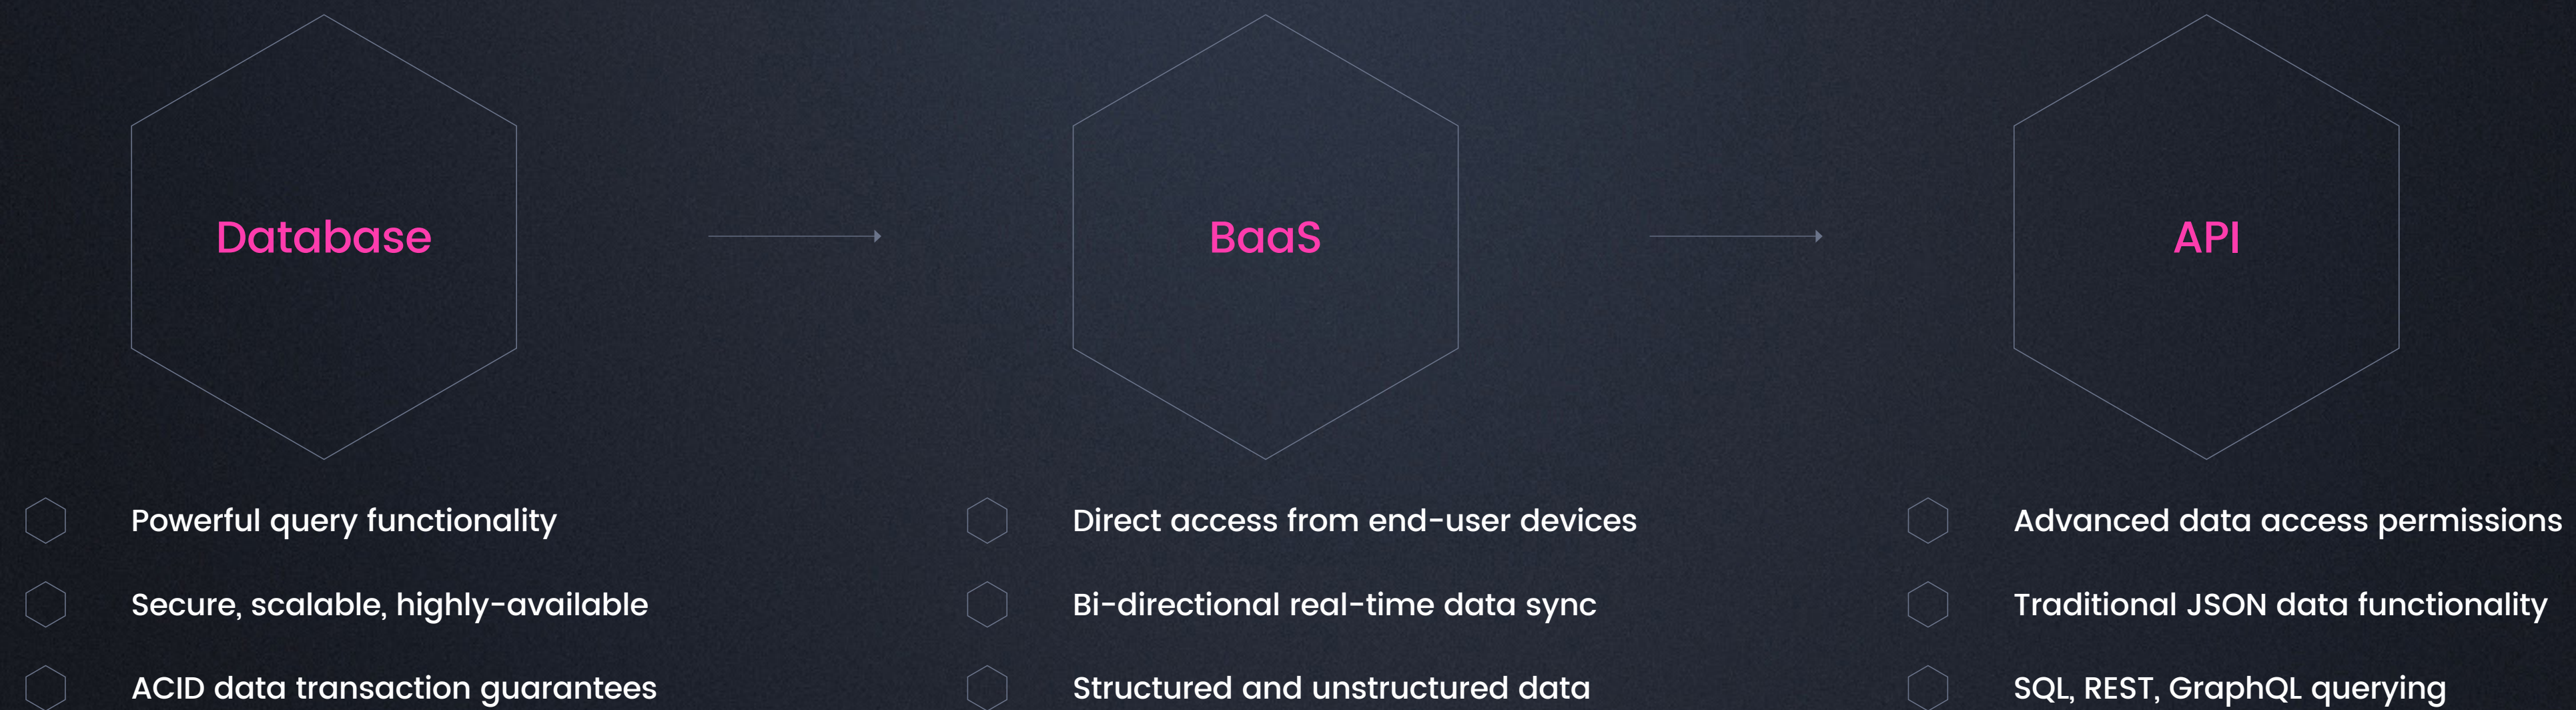 Database
BaaS
API
Powerful query functionality
Secure, scalable, highly-available
ACID data transaction guarantees
Direct access from end-user devices
Bi-directional real-time data sync
Structured and unstructured data
Advanced data access permissions
Traditional JSON data functionality
SQL, REST, GraphQL querying